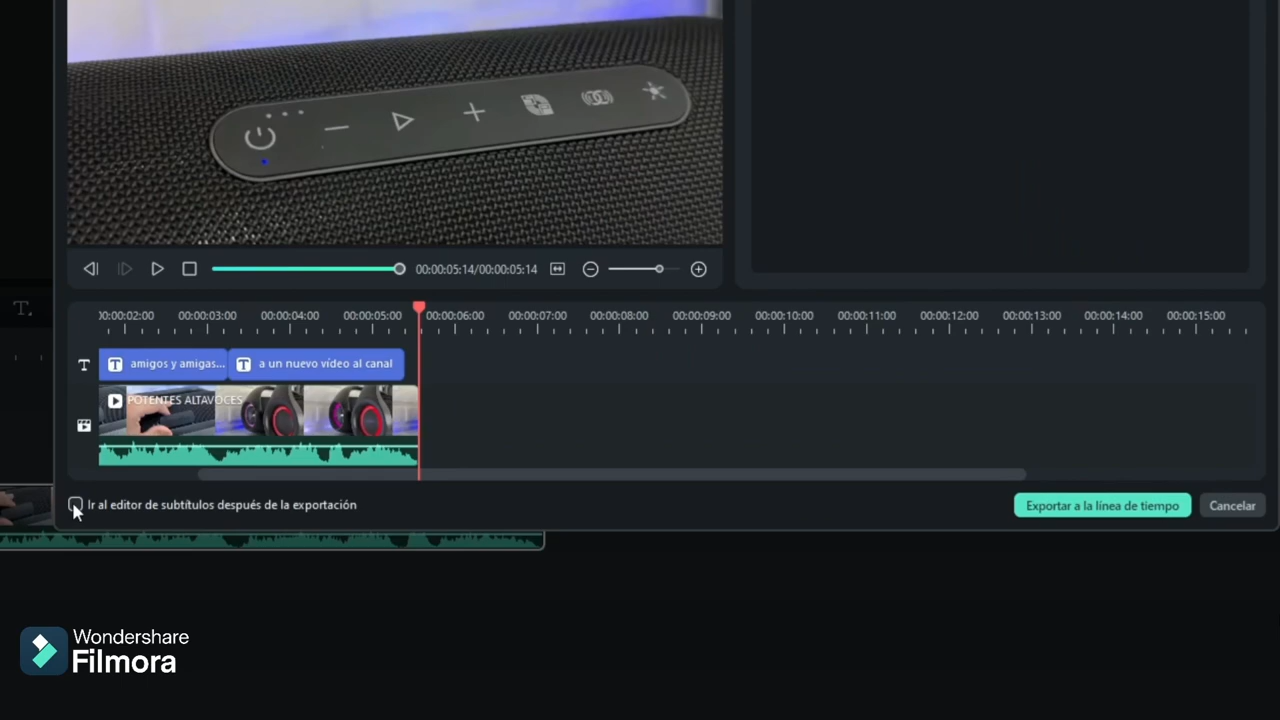 00:00:05:14/00:00:05:14
00:00:02:00 00:00:03:00 00:00:04:00 00:00:05:00 00:00:06:00 00:00:07:00 00:00:08:00 00:00:09:00 00:00:10:00 00:00:11:00 00:00:12:00 00:00:13:00 00:00:14:00 00:00:15:00
T T amigos y amigas... T a un nuevo vídeo al canal
POTENTES ALTAVOCES
Ir al editor de subtítulos después de la exportación
Exportar a la línea de tiempo Cancelar
Wondershare
Filmora